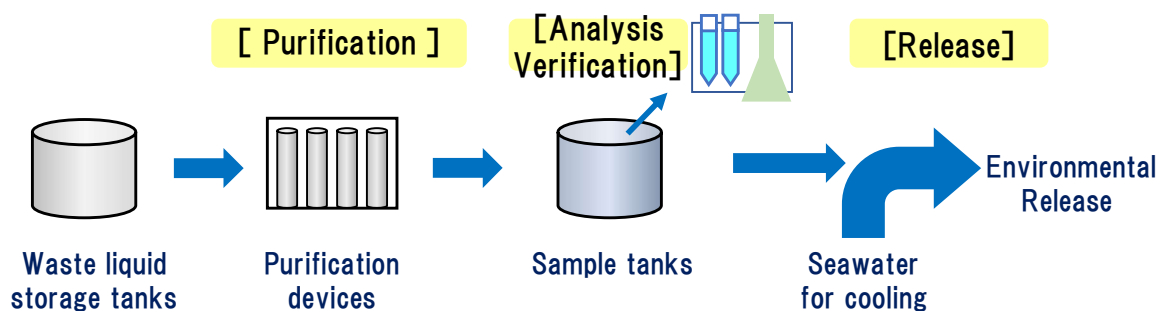 [ Purification ]
[Analysis
Verification]
[Release]
Environmental
Release
Waste liquid
storage tanks
Purification
devices
Sample tanks
Seawater
for cooling